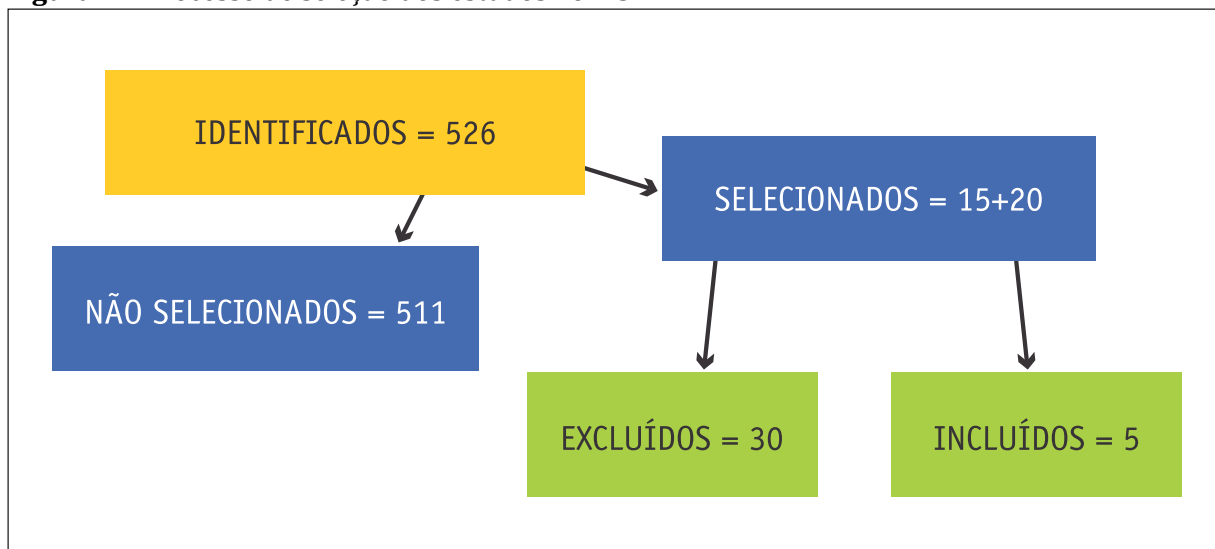 IDENTIFICADOS = 526
SELECIONADOS = 15+20
NÃO SELECIONADOS = 511
EXCLUÍDOS = 30
INCLUÍDOS = 5